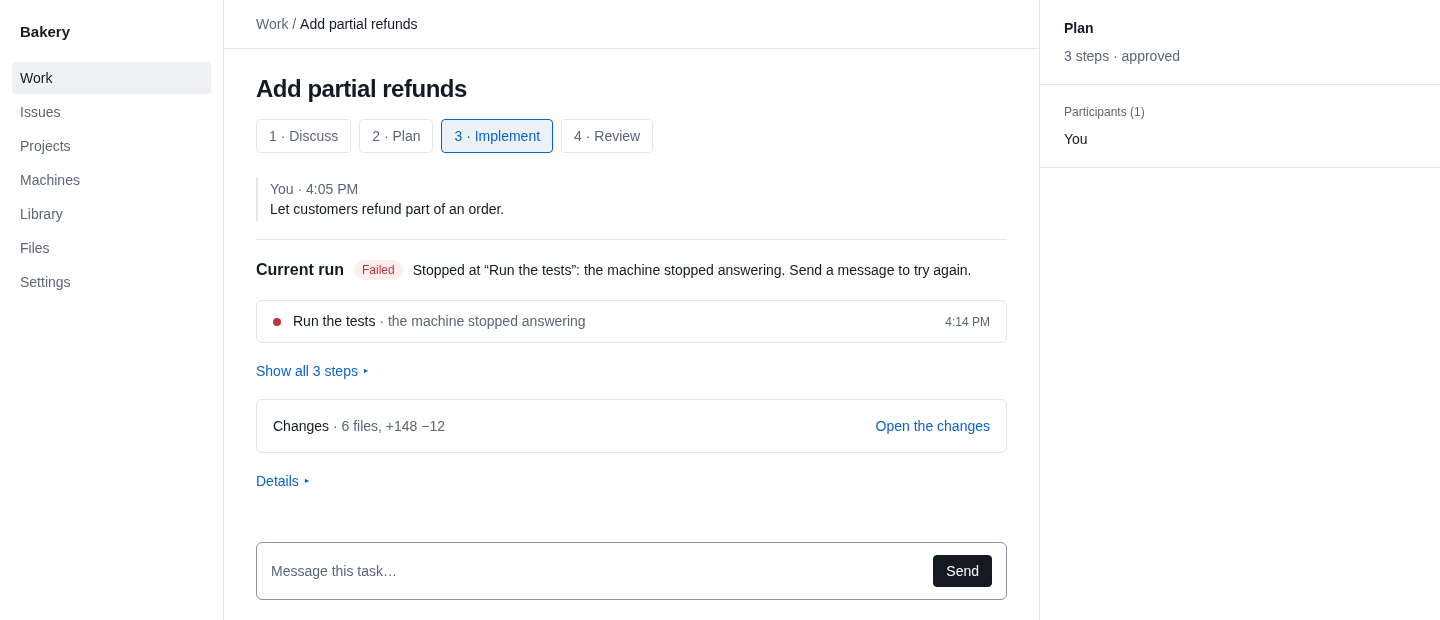 Bakery
Work
Issues
Projects
Machines
Library
Files
Settings
Work / Add partial refunds
Add partial refunds
1 · Discuss
2 · Plan
3 · Implement
4 · Review
You · 4:05 PM
Let customers refund part of an order.
Current run Failed Stopped at “Run the tests”: the machine stopped answering. Send a message to try again.
Run the tests · the machine stopped answering 4:14 PM
Show all 3 steps ▸
Changes · 6 files, +148 −12 Open the changes
Details ▸
Message this task… Send
Plan
3 steps · approved
Participants (1)
You